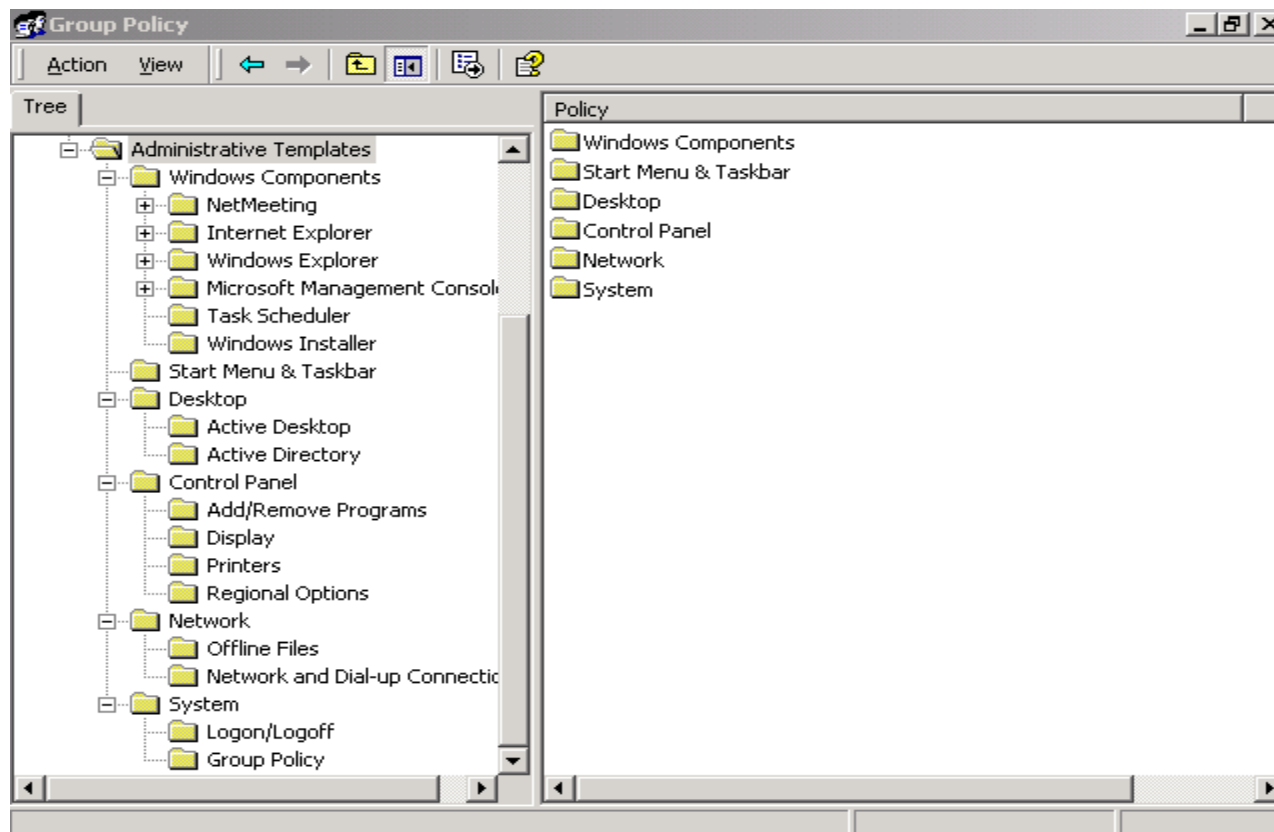 Group Policy
Action View
Tree
Administrative Templates
Windows Components
NetMeeting
Internet Explorer
Windows Explorer
Microsoft Management Consol
Task Scheduler
Windows Installer
Start Menu & Taskbar
Desktop
Active Desktop
Active Directory
Control Panel
Add/Remove Programs
Display
Printers
Regional Options
Network
Offline Files
Network and Dial-up Connectic
System
Logon/Logoff
Group Policy
Policy
Windows Components
Start Menu & Taskbar
Desktop
Control Panel
Network
System